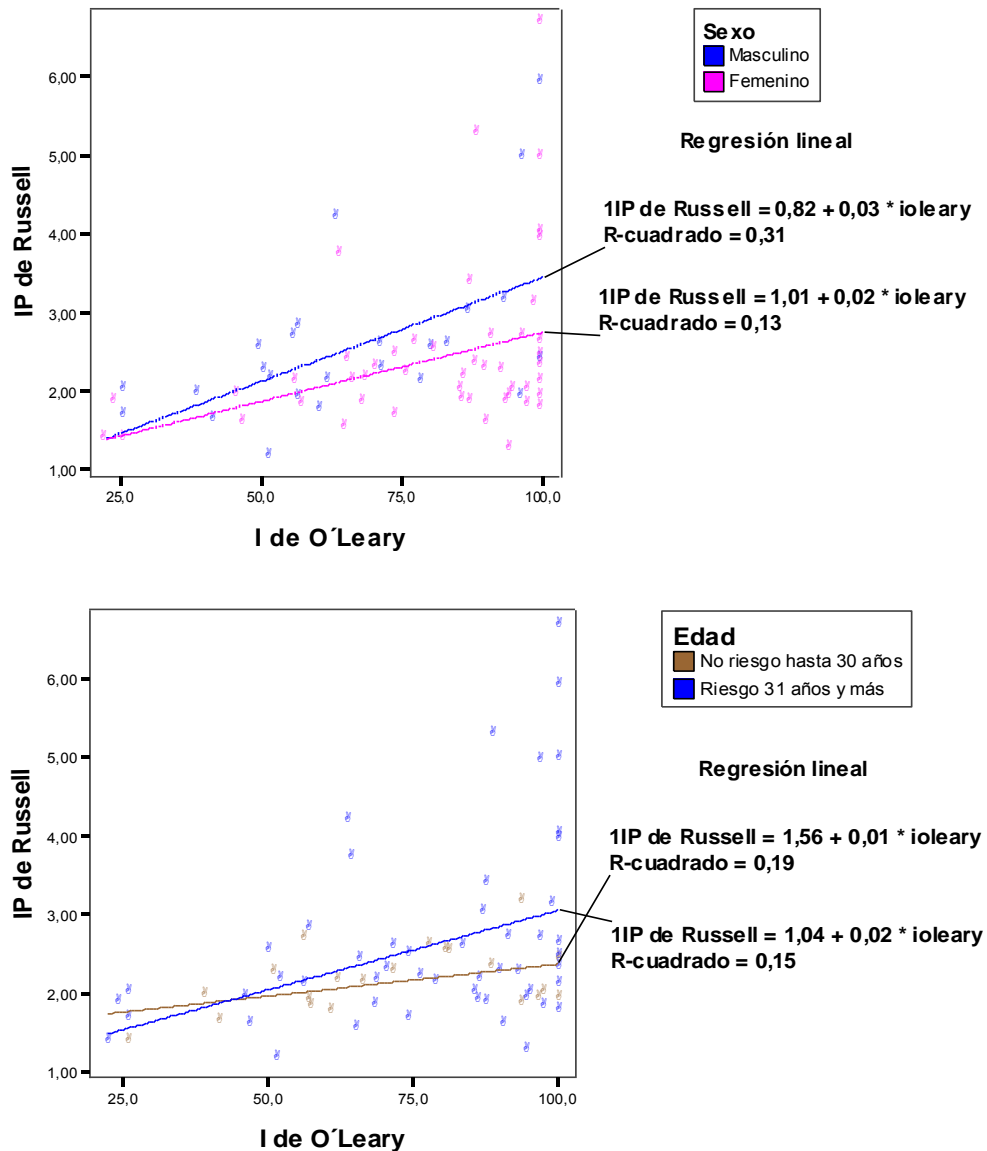 Sexo
Masculino
Femenino
Regresión lineal
1IP de Russell = 0,82 + 0,03 * ioleary
R-cuadrado = 0,31
1IP de Russell = 1,01 + 0,02 * ioleary
R-cuadrado = 0,13
IP de Russell
6,00
5,00
4,00
3,00
2,00
1,00
25,0 50,0 75,0 100,0
I de O´Leary
Edad
No riesgo hasta 30 años
Riesgo 31 años y más
Regresión lineal
1IP de Russell = 1,56 + 0,01 * ioleary
R-cuadrado = 0,19
1IP de Russell = 1,04 + 0,02 * ioleary
R-cuadrado = 0,15
IP de Russell
6,00
5,00
4,00
3,00
2,00
1,00
25,0 50,0 75,0 100,0
I de O´Leary